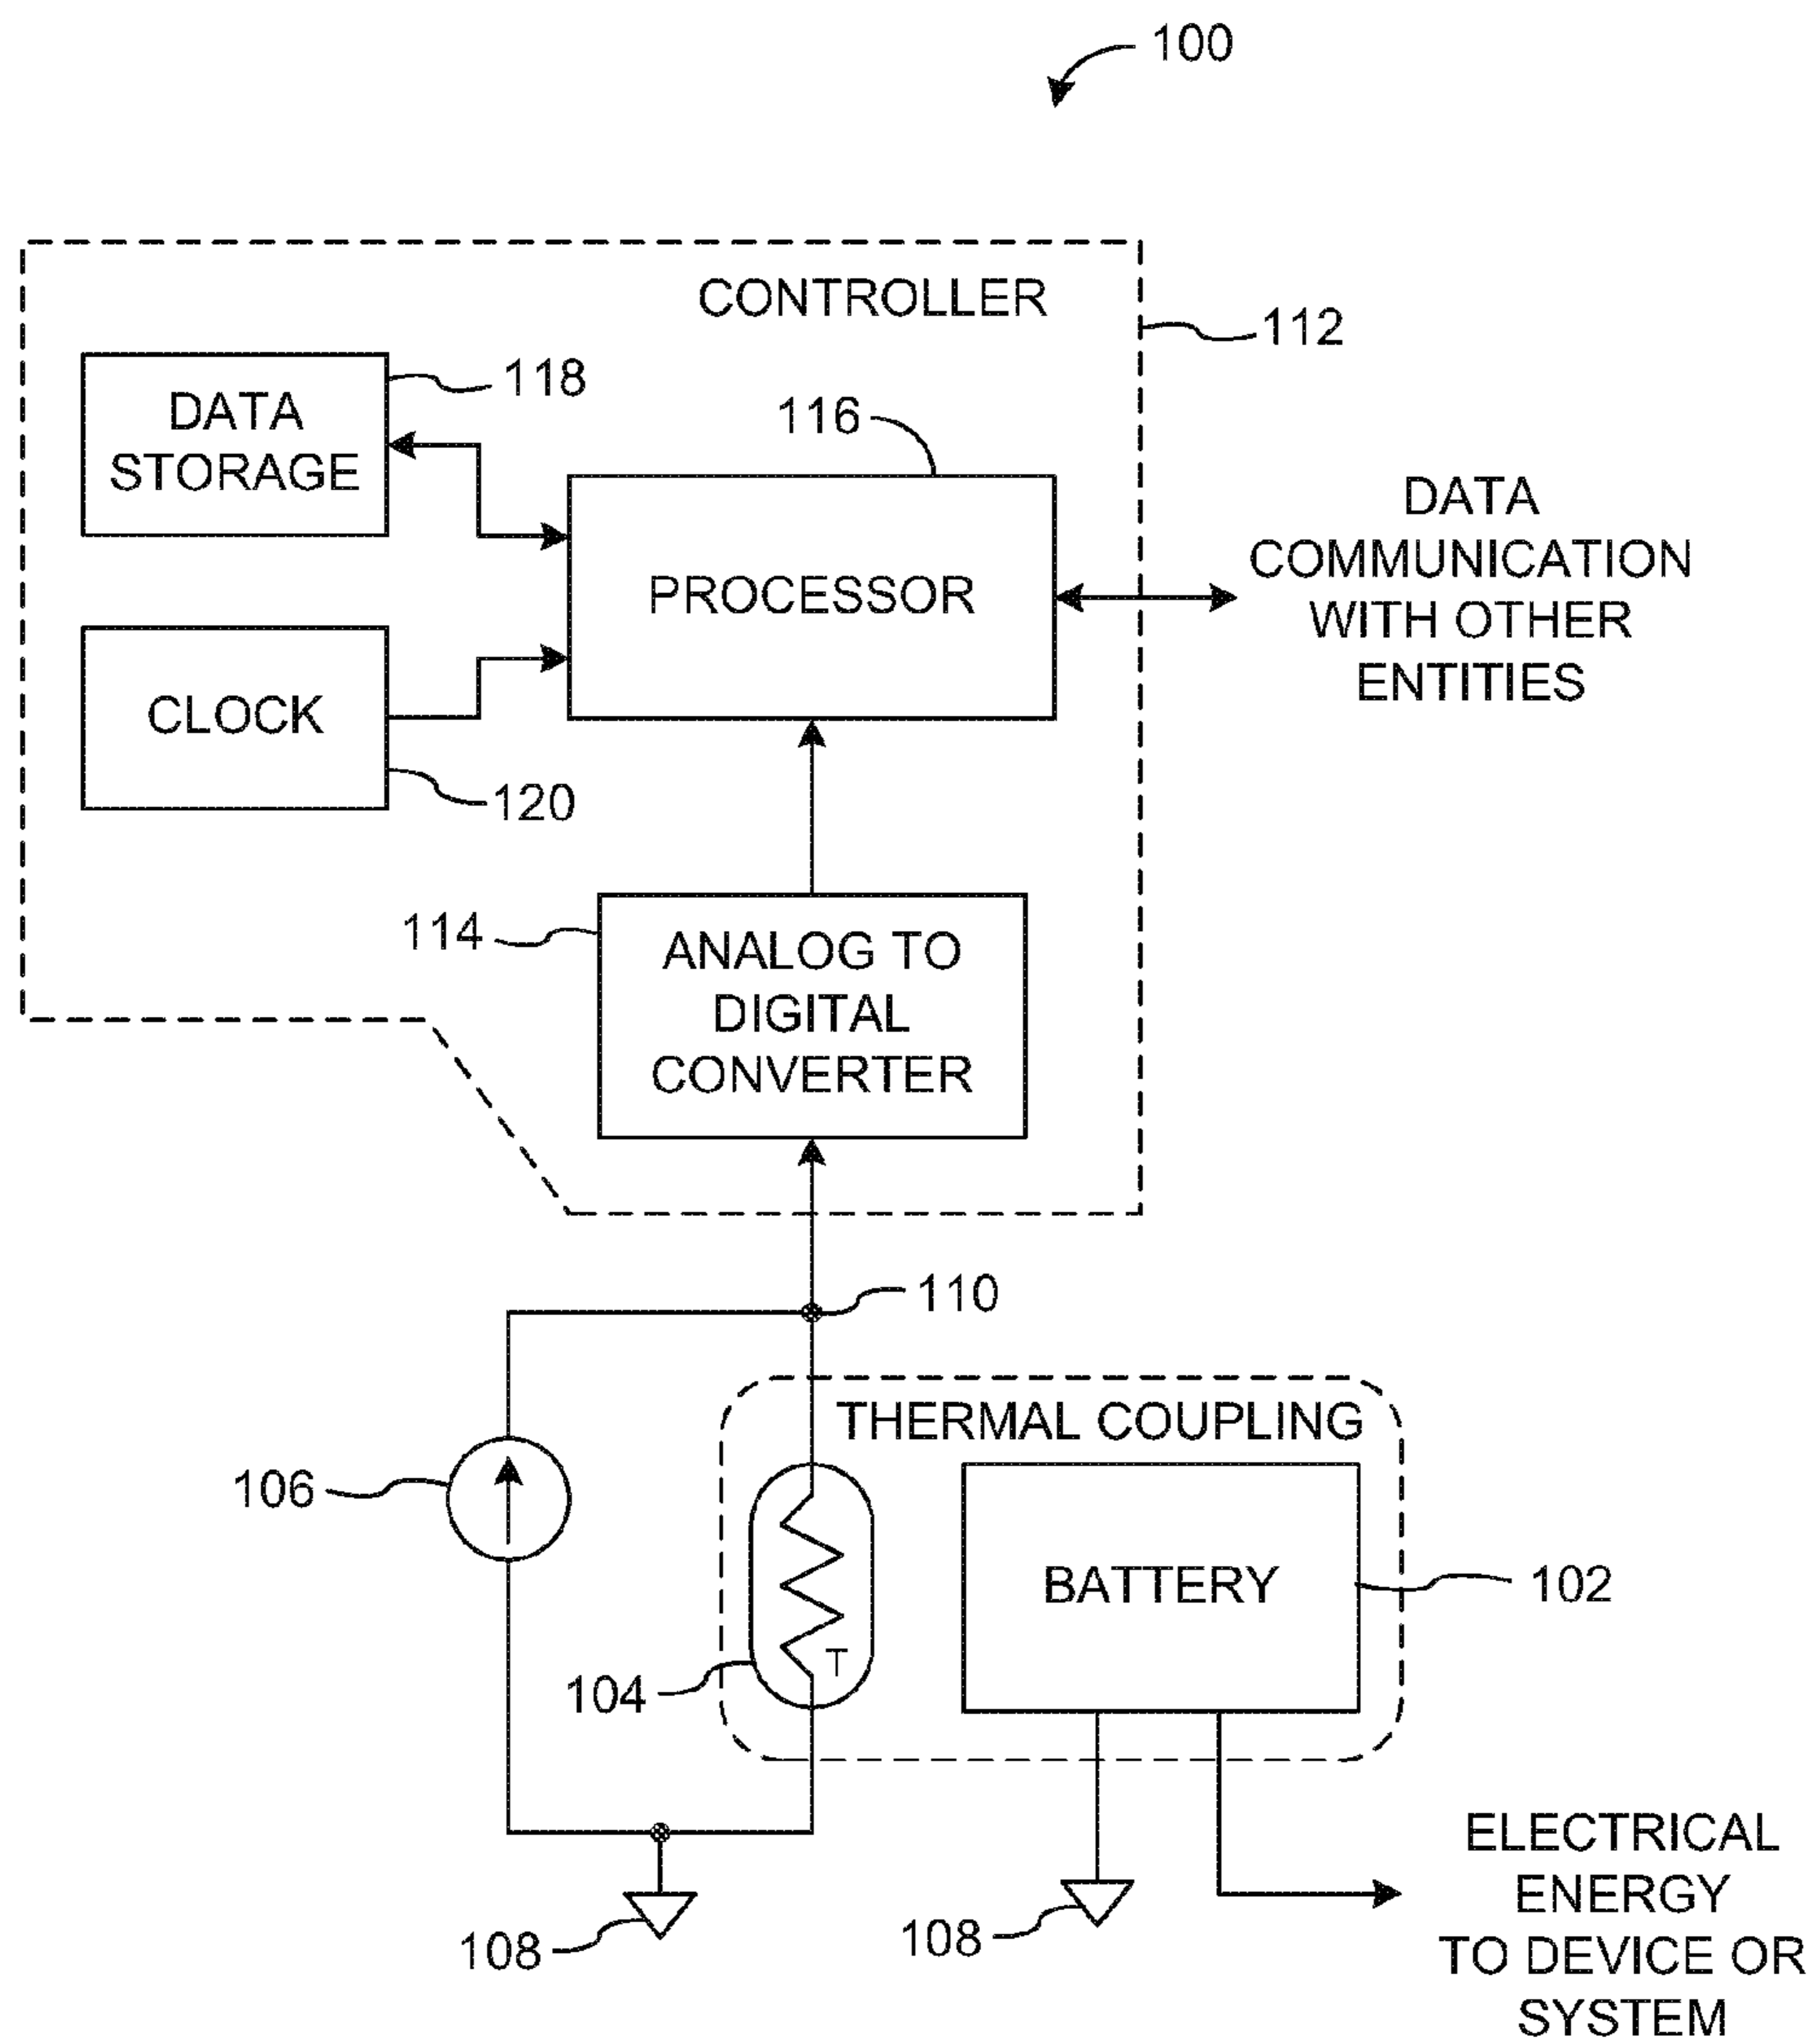 100
CONTROLLER
112
118
DATA
STORAGE
116
PROCESSOR
DATA
COMMUNICATION
WITH OTHER
ENTITIES
CLOCK
120
114
ANALOG TO
DIGITAL
CONVERTER
110
THERMAL COUPLING
106
BATTERY
102
T
104
108
108
ELECTRICAL
ENERGY
TO DEVICE OR
SYSTEM